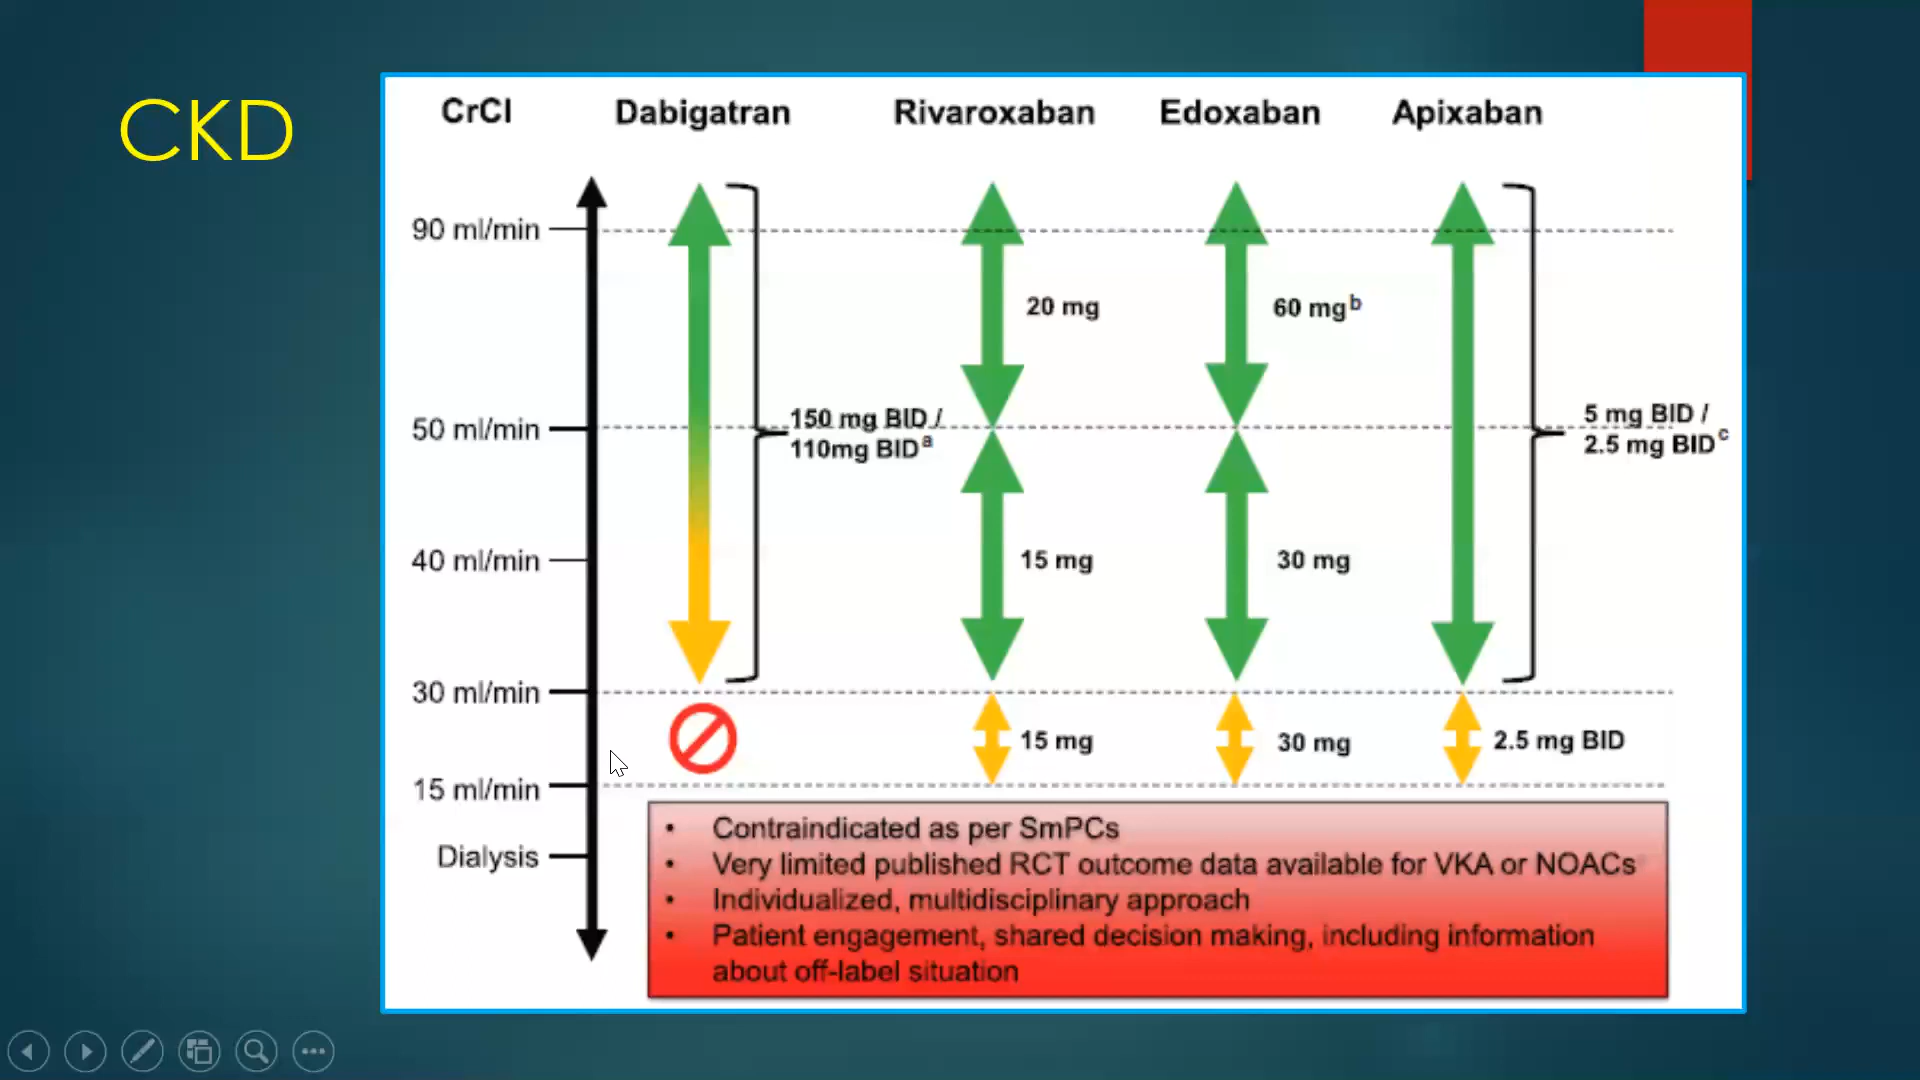 CKD
CrCl Dabigatran Rivaroxaban Edoxaban Apixaban
90 ml/min
20 mg 60 mg b
50 ml/min
150 mg BID /
110mg BID a
5 mg BID /
2.5 mg BID c
40 ml/min 15 mg 30 mg
30 ml/min
15 mg 30 mg 2.5 mg BID
15 ml/min
Dialysis
• Contraindicated as per SmPCs
• Very limited published RCT outcome data available for VKA or NOACs
• Individualized, multidisciplinary approach
• Patient engagement, shared decision making, including information
about off-label situation